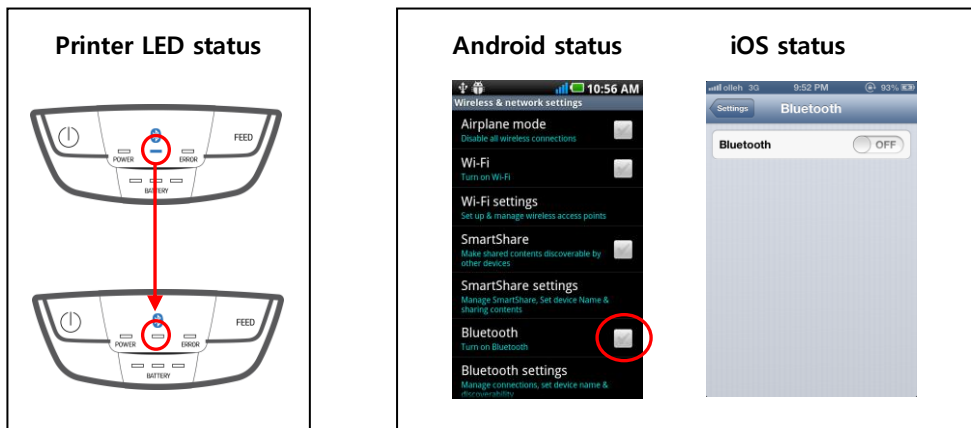 Printer LED status
FEED
POWER
ERROR
BATTERY
FEED
POWER
ERROR
BATTERY
Android status
10:56 AM
Wireless & network settings
Airplane mode
Disable all wireless connections
Wi-Fi
Turn on Wi-Fi
Wi-Fi settings
Set up & manage wireless access points
SmartShare
Make shared contents discoverable by
other devices
SmartShare settings
Manage SmartShare, Set device Name &
sharing contents
Bluetooth
Turn on Bluetooth
Bluetooth settings
Manage connections, set device name &
discoverability
iOS status
olleh 3G 9:52 PM 93%
Settings Bluetooth
Bluetooth OFF